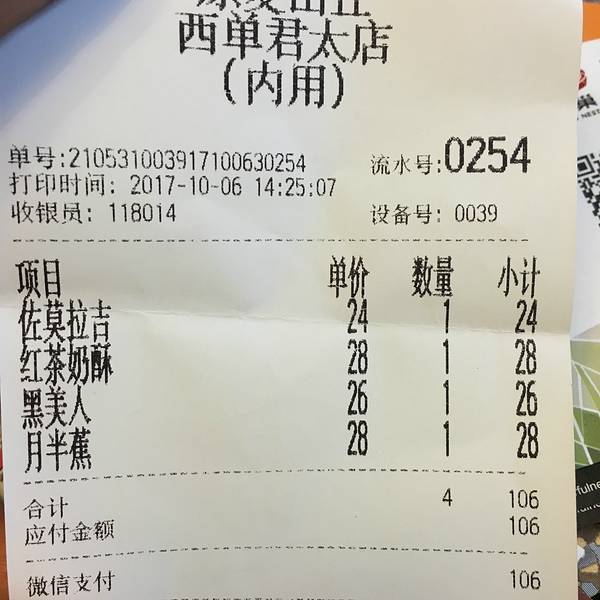 西单君太店
(内用)
单号:210531003917100630254 流水号:0254
打印时间: 2017-10-06 14:25:07
收银员: 118014 设备号: 0039
项目 单价 数量 小计
佐莫拉吉 24 1 24
红茶奶酥 28 1 28
黑美人 26 1 26
月半蕉 28 1 28
合计 4 106
应付金额 106
微信支付 106